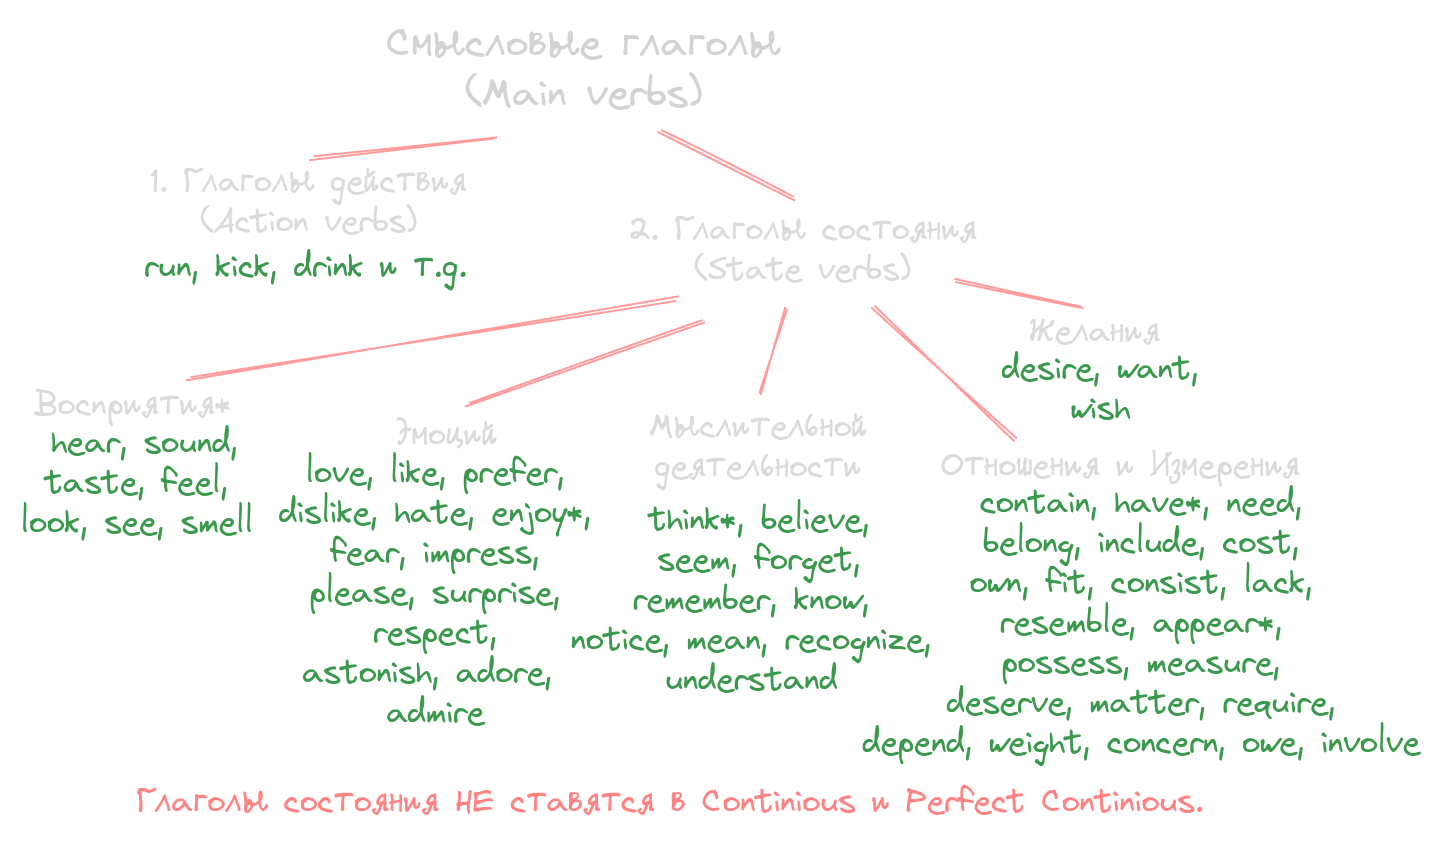 Смысловые глаголы
(Main verbs)
1. Глаголы действия
(Action verbs)
run, kick, drink и т.д.
2. Глаголы состояния
(State verbs)
Восприятия*
hear, sound,
taste, feel,
look, see, smell
Эмоций
love, like, prefer,
dislike, hate, enjoy*,
fear, impress,
please, surprise,
respect,
astonish, adore,
admire
Мыслительной
деятельности
think*, believe,
seem, forget,
remember, know,
notice, mean, recognize,
understand
Желания
desire, want,
wish
Отношения и Измерения
contain, have*, need,
belong, include, cost,
own, fit, consist, lack,
resemble, appear*,
possess, measure,
deserve, matter, require,
depend, weight, concern, owe, involve
Глаголы состояния НЕ ставятся в Continious и Perfect Continious.